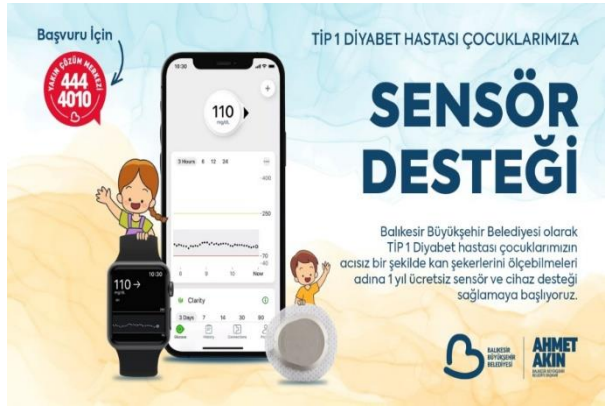 Başvuru İçin
YAKIN ÇÖZÜM MERKEZİ
444
4010
TİP 1 DİYABET HASTASI ÇOCUKLARIMIZA
SENSÖR
DESTEĞİ
Balıkesir Büyükşehir Belediyesi olarak
TİP 1 Diyabet hastası çocuklarımızın
acısız bir şekilde kan şekerlerini ölçebilmeleri
adına 1 yıl ücretsiz sensör ve cihaz desteği
sağlamaya başlıyoruz.
10:30
110
mg/dL
3 Hours 6 12 24
400
250
70
40
6 9 Now
Clarity
3 Days 7 14 30 90
10:30
110
BALIKESİR
BÜYÜKŞEHİR
BELEDİYESİ
AHMET
AKIN